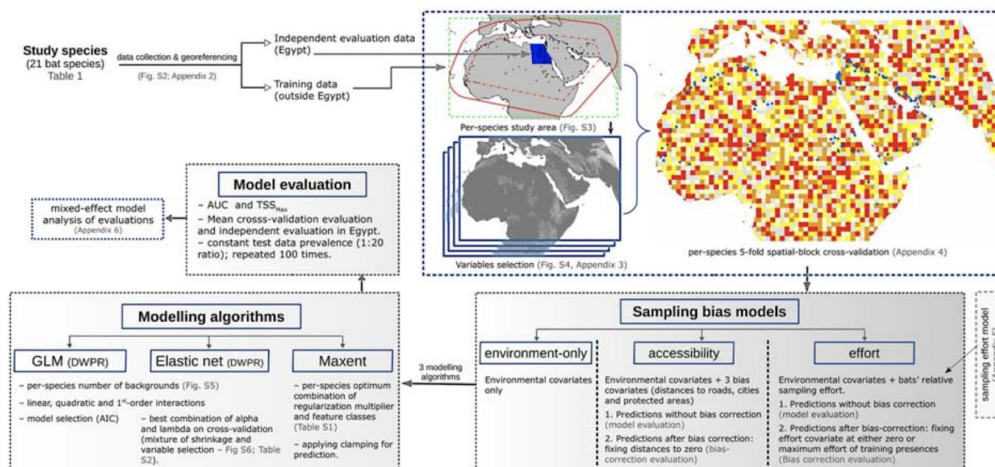 Study species
(21 bat species)
Table 1
data collection & georeferencing
(Fig. S2; Appendix 2)
Independent evaluation data
(Egypt)
Training data
(outside Egypt)
Per-species study area (Fig. S3)
Variables selection (Fig. S4, Appendix 3)
per-species 5-fold spatial-block cross-validation (Appendix 4)
Model evaluation
– AUC and TSSMax
– Mean crosss-validation evaluation
and independent evaluation in Egypt.
– constant test data prevalence (1:20
ratio); repeated 100 times.
mixed-effect model
analysis of evaluations
(Appendix 6)
Modelling algorithms
GLM (DWPR)
Elastic net (DWPR)
Maxent
– per-species number of backgrounds (Fig. S5)
– linear, quadratic and 1st-order interactions
– model selection (AIC)
– best combination of alpha
and lambda on cross-validation
(mixture of shrinkage and
variable selection – Fig S6; Table
S2).
– per-species optimum
combination of
regularization multiplier
and feature classes
(Table S1)
– applying clamping for
prediction.
3 modelling
algorithms
Sampling bias models
environment-only
accessibility
effort
Environmental covariates
only
Environmental covariates + 3 bias
covariates (distances to roads, cities
and protected areas)
1. Predictions without bias correction
(model evaluation)
2. Predictions after bias correction:
fixing distances to zero (bias-
correction evaluation)
Environmental covariates + bats' relative
sampling effort.
1. Predictions without bias correction
(model evaluation)
2. Predictions after bias-correction: fixing
effort covariate at either zero or
maximum effort of training presences
(Bias correction evaluation)
sampling effort model